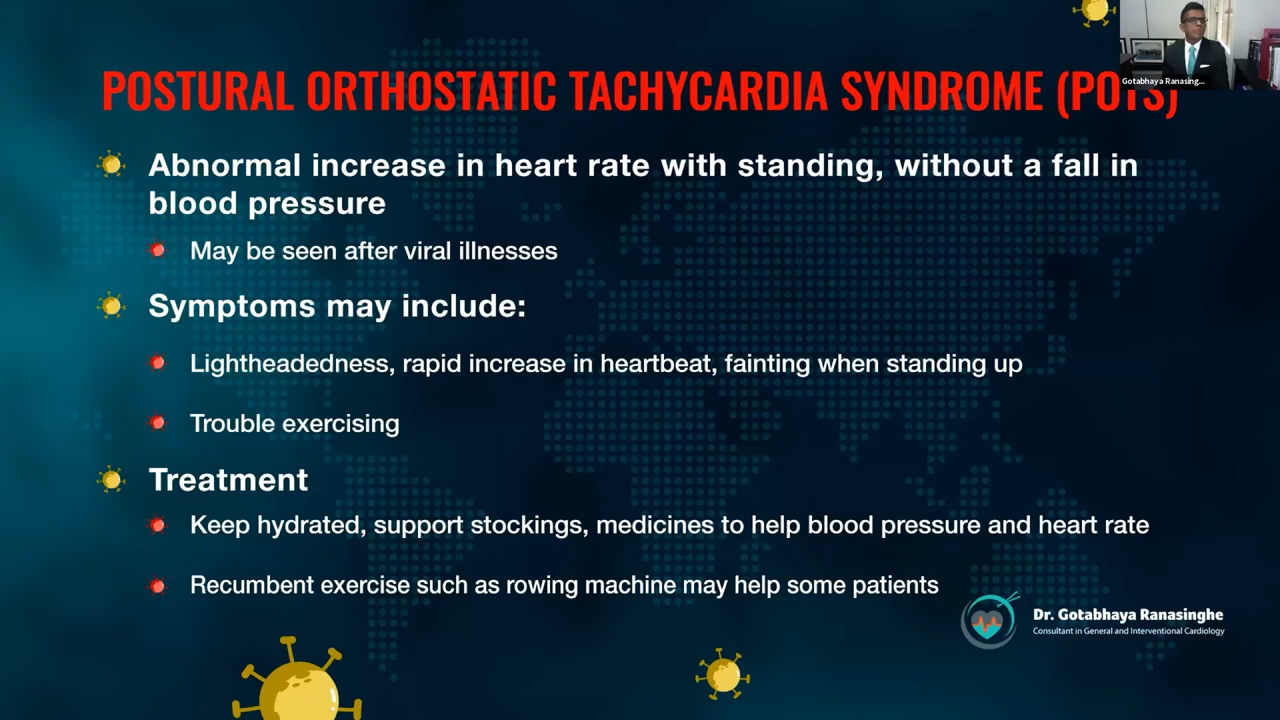 Gotabhaya Ranasing...
POSTURAL ORTHOSTATIC TACHYCARDIA SYNDROME (POTS)
Abnormal increase in heart rate with standing, without a fall in
blood pressure
May be seen after viral illnesses
Symptoms may include:
Lightheadedness, rapid increase in heartbeat, fainting when standing up
Trouble exercising
Treatment
Keep hydrated, support stockings, medicines to help blood pressure and heart rate
Recumbent exercise such as rowing machine may help some patients
Dr. Gotabhaya Ranasinghe
Consultant in General and Interventional Cardiology